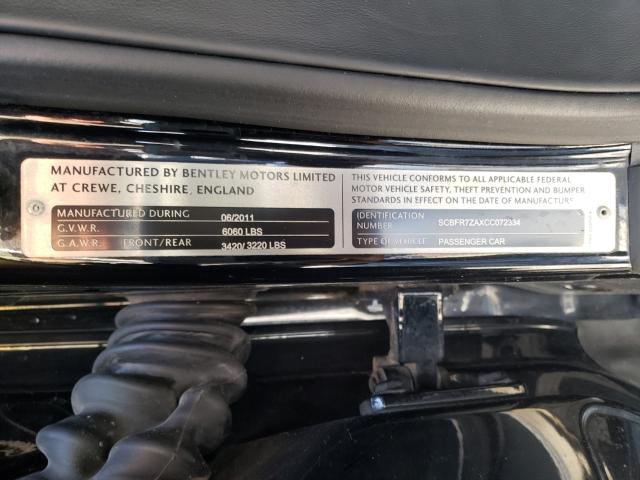 MANUFACTURED BY BENTLEY MOTORS LIMITED
AT CREWE, CHESHIRE, ENGLAND
MANUFACTURED DURING 06/2011
G.V.W.R. 6060 LBS
G.A.W.R. FRONT/REAR 3420/3220 LBS
THIS VEHICLE CONFORMS TO ALL APPLICABLE FEDERAL
MOTOR VEHICLE SAFETY, THEFT PREVENTION AND BUMPER
STANDARDS IN EFFECT ON THE DATE OF MANUFACTURE
IDENTIFICATION
NUMBER SCBFR7ZAXCC072334
TYPE OF VEHICLE PASSENGER CAR